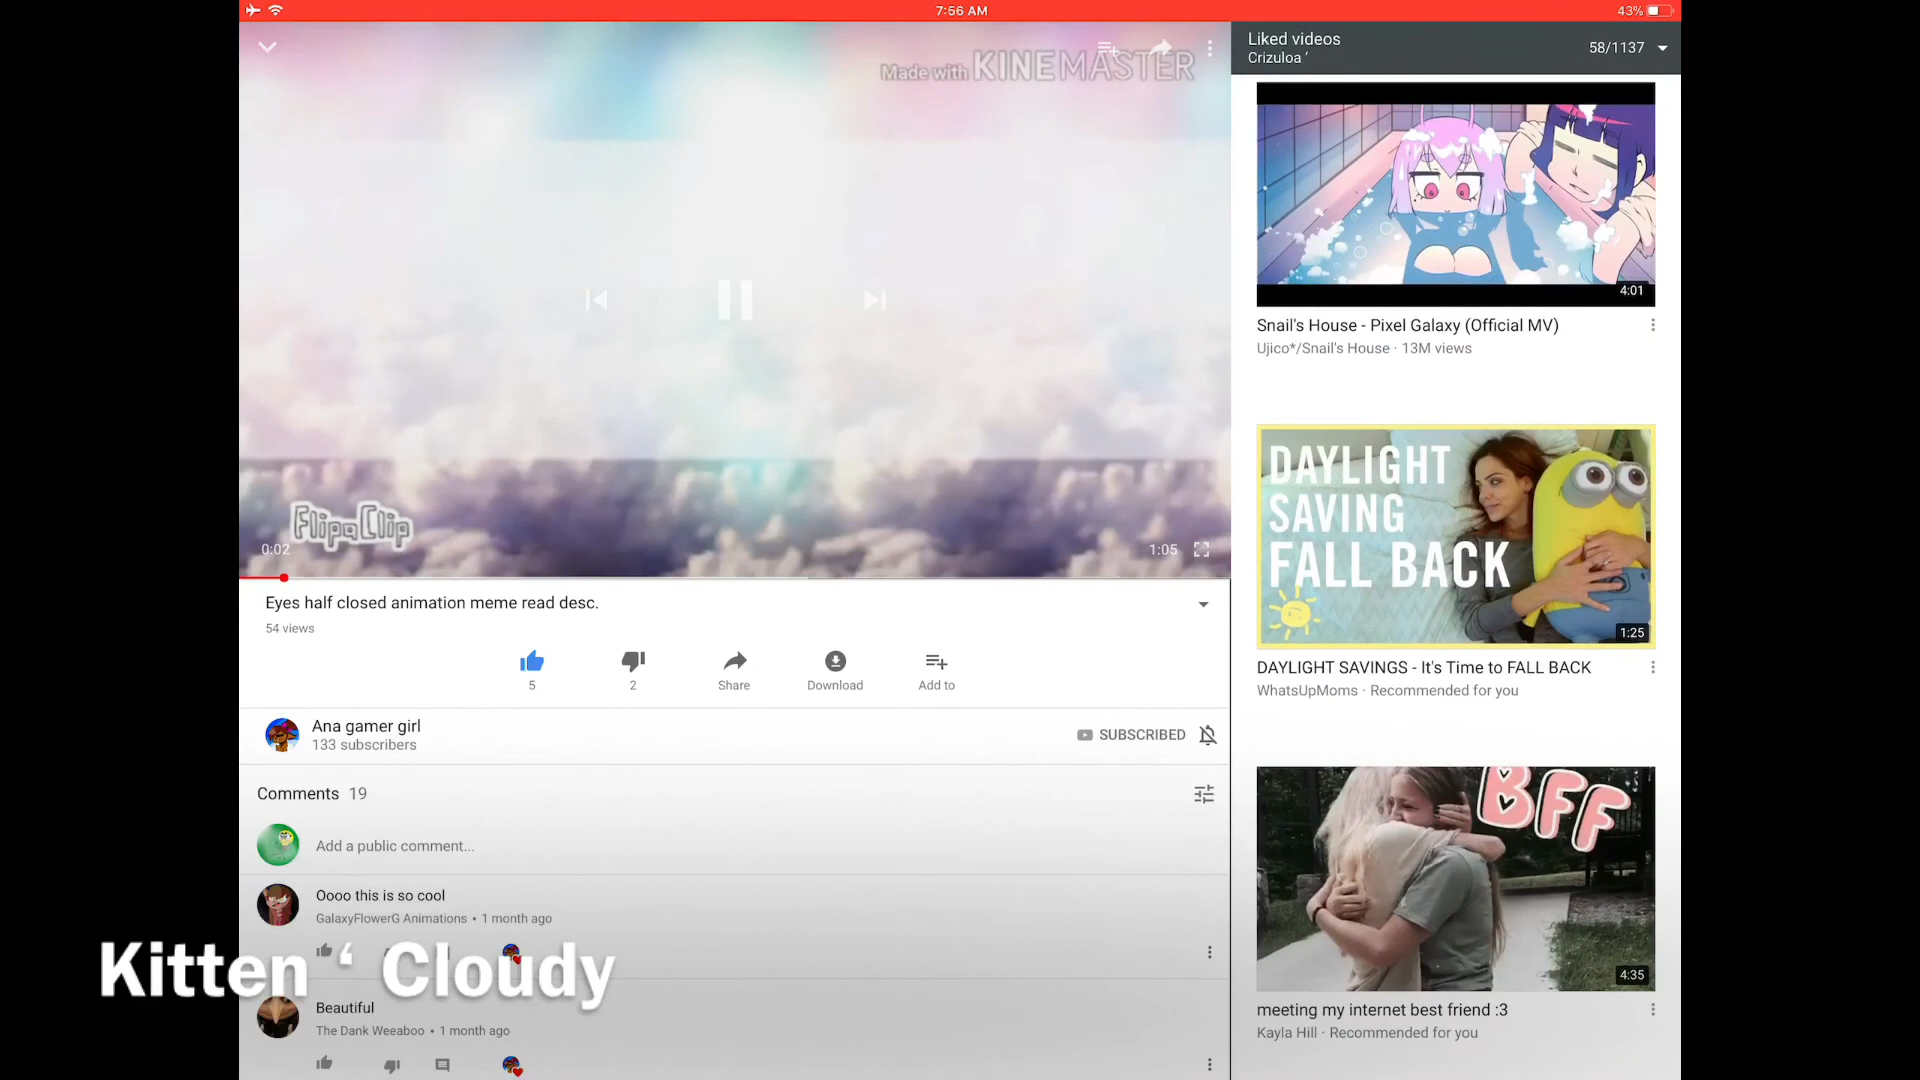 7:56 AM
43%
Made with KINEMASTER
FlipaClip
0:02
1:05
Eyes half closed animation meme read desc.
54 views
5
2
Share
Download
Add to
Ana gamer girl
133 subscribers
SUBSCRIBED
Comments 19
Add a public comment...
Oooo this is so cool
GalaxyFlowerG Animations • 1 month ago
Kitten ‘ Cloudy
Beautiful
The Dank Weeaboo • 1 month ago
Liked videos
Crizuloa ’
58/1137
4:01
Snail's House - Pixel Galaxy (Official MV)
Ujico*/Snail's House · 13M views
DAYLIGHT
SAVING
FALL BACK
1:25
DAYLIGHT SAVINGS - It's Time to FALL BACK
WhatsUpMoms · Recommended for you
BFF
4:35
meeting my internet best friend :3
Kayla Hill · Recommended for you